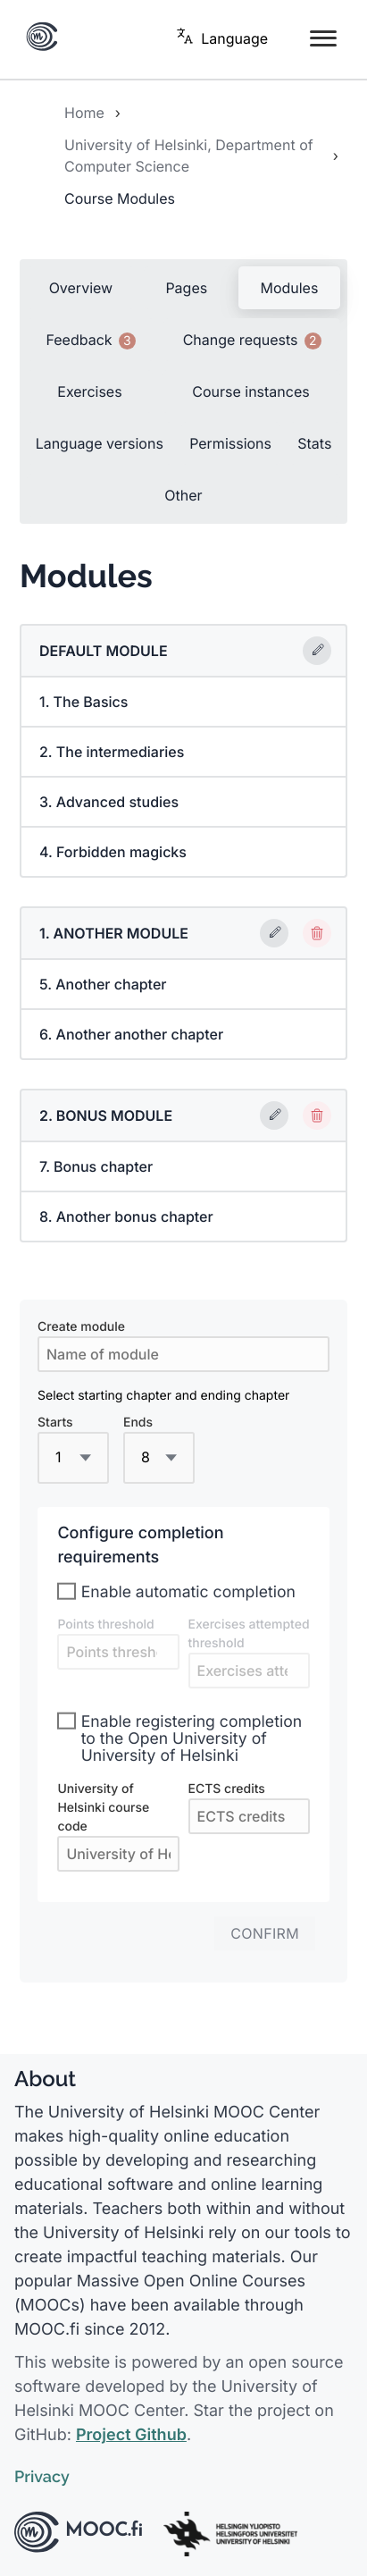 Language
Home ›
University of Helsinki, Department of
Computer Science ›
Course Modules
Overview Pages Modules
Feedback 3 Change requests 2
Exercises Course instances
Language versions Permissions Stats
Other
Modules
DEFAULT MODULE
1. The Basics
2. The intermediaries
3. Advanced studies
4. Forbidden magicks
1. ANOTHER MODULE
5. Another chapter
6. Another another chapter
2. BONUS MODULE
7. Bonus chapter
8. Another bonus chapter
Create module
Name of module
Select starting chapter and ending chapter
Starts Ends
1 8
Configure completion
requirements
Enable automatic completion
Points threshold
Points thresh
Exercises attempted
threshold
Exercises atte
Enable registering completion
to the Open University of
University of Helsinki
University of
Helsinki course
code
University of He
ECTS credits
ECTS credits
CONFIRM
About
The University of Helsinki MOOC Center
makes high-quality online education
possible by developing and researching
educational software and online learning
materials. Teachers both within and without
the University of Helsinki rely on our tools to
create impactful teaching materials. Our
popular Massive Open Online Courses
(MOOCs) have been available through
MOOC.fi since 2012.
This website is powered by an open source
software developed by the University of
Helsinki MOOC Center. Star the project on
GitHub: Project Github.
Privacy
MOOC.fi
HELSINGIN YLIOPISTO
HELSINGFORS UNIVERSITET
UNIVERSITY OF HELSINKI